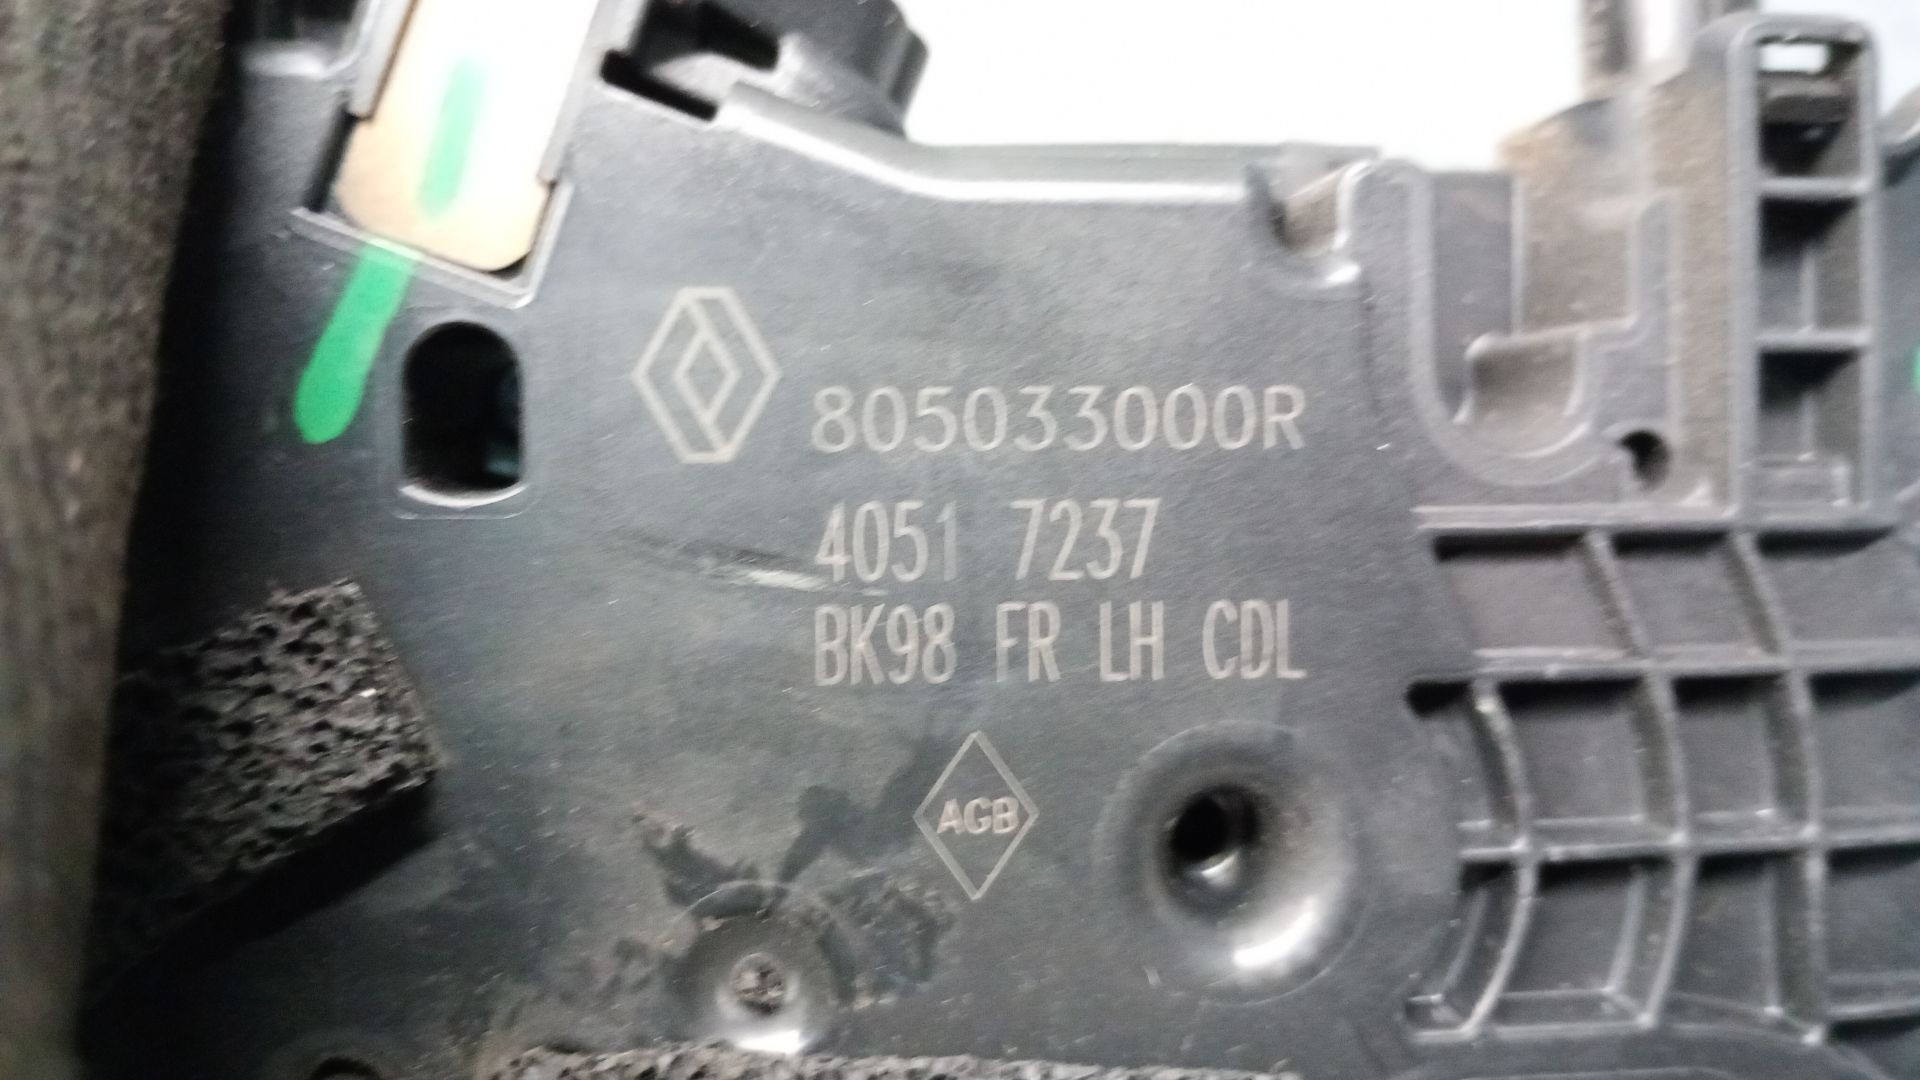 805033000R
4051 7237
BK98 FR LH CDL
AGB